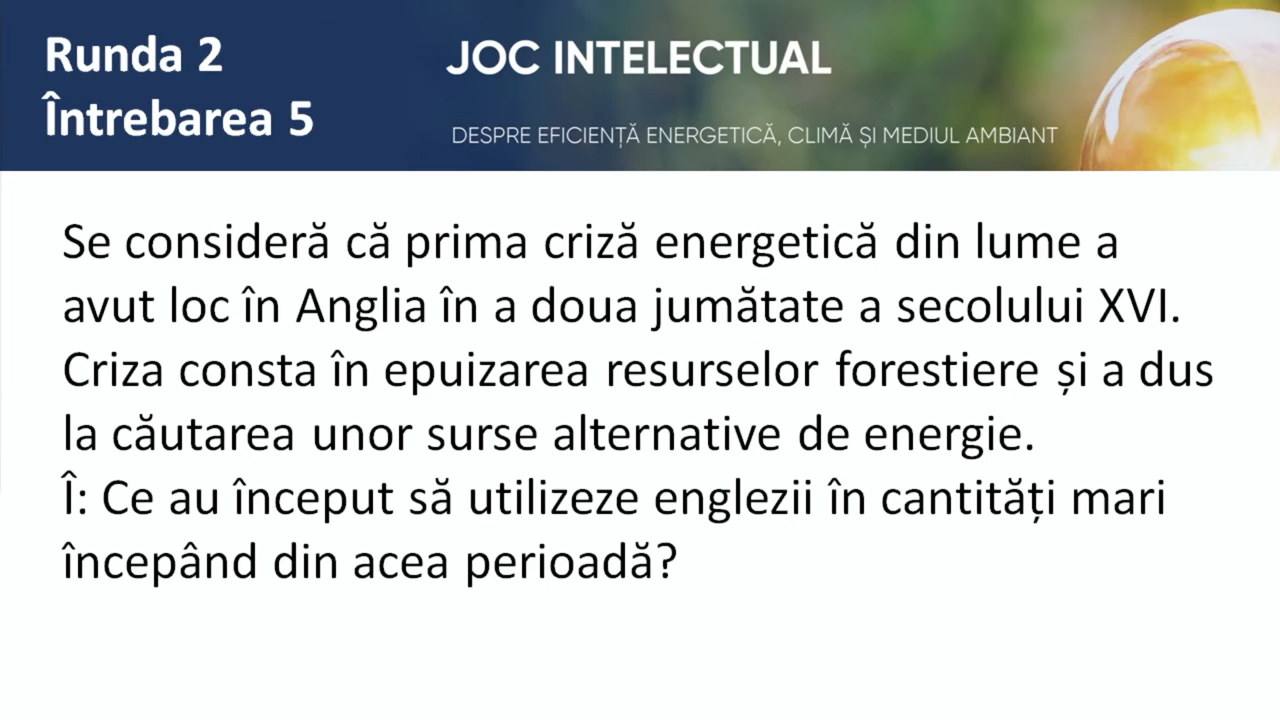 Runda 2
Întrebarea 5
JOC INTELECTUAL
DESPRE EFICIENȚĂ ENERGETICĂ, CLIMĂ ȘI MEDIUL AMBIANT
Se consideră că prima criză energetică din lume a
avut loc în Anglia în a doua jumătate a secolului XVI.
Criza consta în epuizarea resurselor forestiere și a dus
la căutarea unor surse alternative de energie.
Î: Ce au început să utilizeze englezii în cantități mari
începând din acea perioadă?